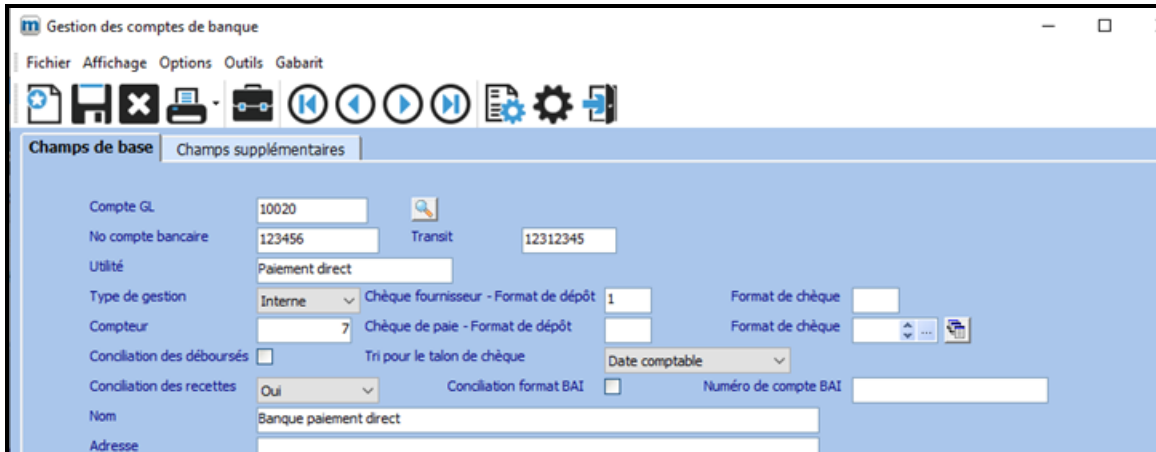 m Gestion des comptes de banque
Fichier Affichage Options Outils Gabarit
Champs de base Champs supplémentaires
Compte GL 10020
No compte bancaire 123456 Transit 12312345
Utilité Paiement direct
Type de gestion Interne Chèque fournisseur - Format de dépôt 1 Format de chèque
Compteur 7 Chèque de paie - Format de dépôt Format de chèque ...
Conciliation des déboursés Tri pour le talon de chèque Date comptable
Conciliation des recettes Oui Conciliation format BAI Numéro de compte BAI
Nom Banque paiement direct
Adresse